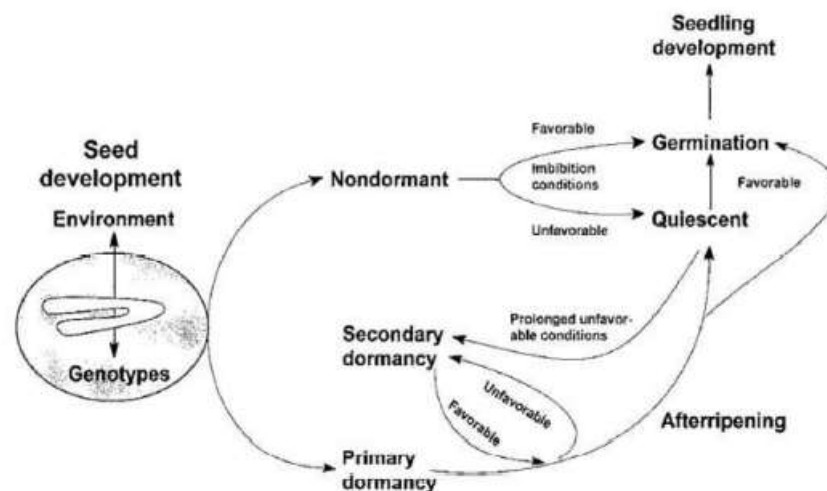 Seedling
development
Favorable
Germination
Seed
development
Nondormant
Imbibition
conditions
Favorable
Environment
Unfavorable
Quiescent
Secondary
dormancy
Prolonged unfavor-
able conditions
Genotypes
Unfavorable
Favorable
Afterripening
Primary
dormancy